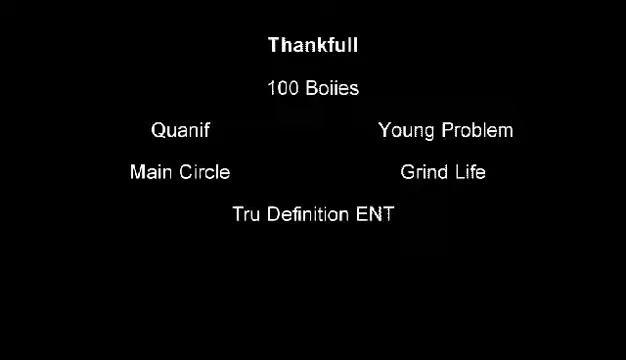 Thankfull
100 Boiies
Quanif Young Problem
Main Circle Grind Life
Tru Definition ENT